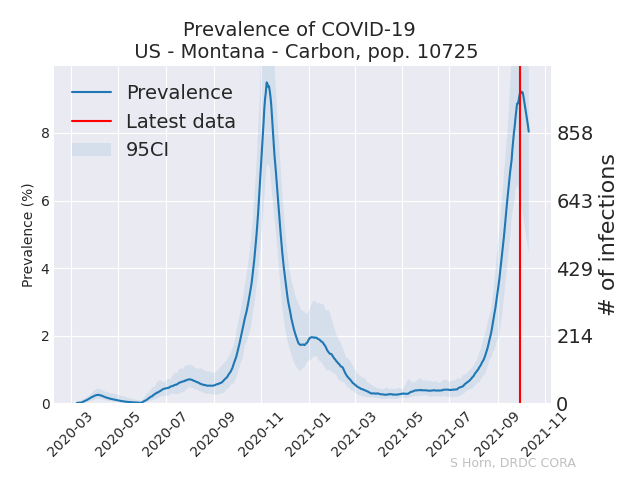 Prevalence of COVID-19
US - Montana - Carbon, pop. 10725
Prevalence
Latest data
95CI
Prevalence (%)
8
6
4
2
0
858
643
429
214
0
# of infections
2020-03
2020-05
2020-07
2020-09
2020-11
2021-01
2021-03
2021-05
2021-07
2021-09
2021-11
S Horn, DRDC CORA